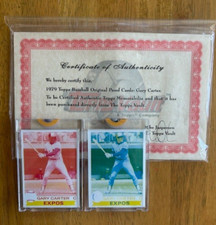 Certificate of Authenticity
We hereby certify that:
1979 Topps Baseball Original Proof Cards: Gary Carter
To be Certified Authentic Topps Memorabilia and that it has
been purchased directly from The Topps Vault
GARY CARTER
EXPOS
EXPOS